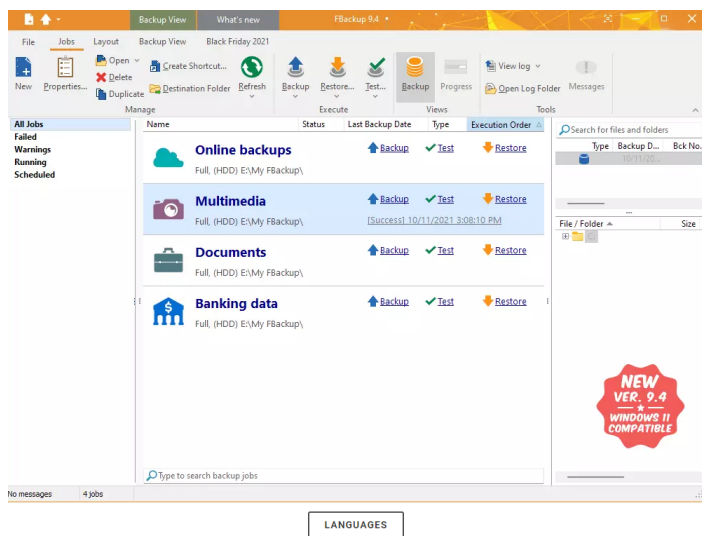 Backup View What's new FBackup 9.4
File Jobs Layout Backup View Black Friday 2021
New
Properties...
Open
Delete
Duplicate
Create Shortcut...
Destination Folder
Refresh
Manage
Backup
Restore...
Test...
Execute
Backup
Progress
Views
View log
Open Log Folder
Messages
Tools
All Jobs
Failed
Warnings
Running
Scheduled
Name Status Last Backup Date Type Execution Order
Online backups Backup Test Restore
Full, (HDD) E:\My FBackup\
Multimedia Backup Test Restore
Full, (HDD) E:\My FBackup\ [Success] 10/11/2021 3:08:10 PM
Documents Backup Test Restore
Full, (HDD) E:\My FBackup\
Banking data Backup Test Restore
Full, (HDD) E:\My FBackup\
Type to search backup jobs
Search for files and folders
Type Backup D... Bck No.
10/11/20...
File / Folder Size
NEW
VER. 9.4
WINDOWS 11
COMPATIBLE
No messages 4 jobs
LANGUAGES